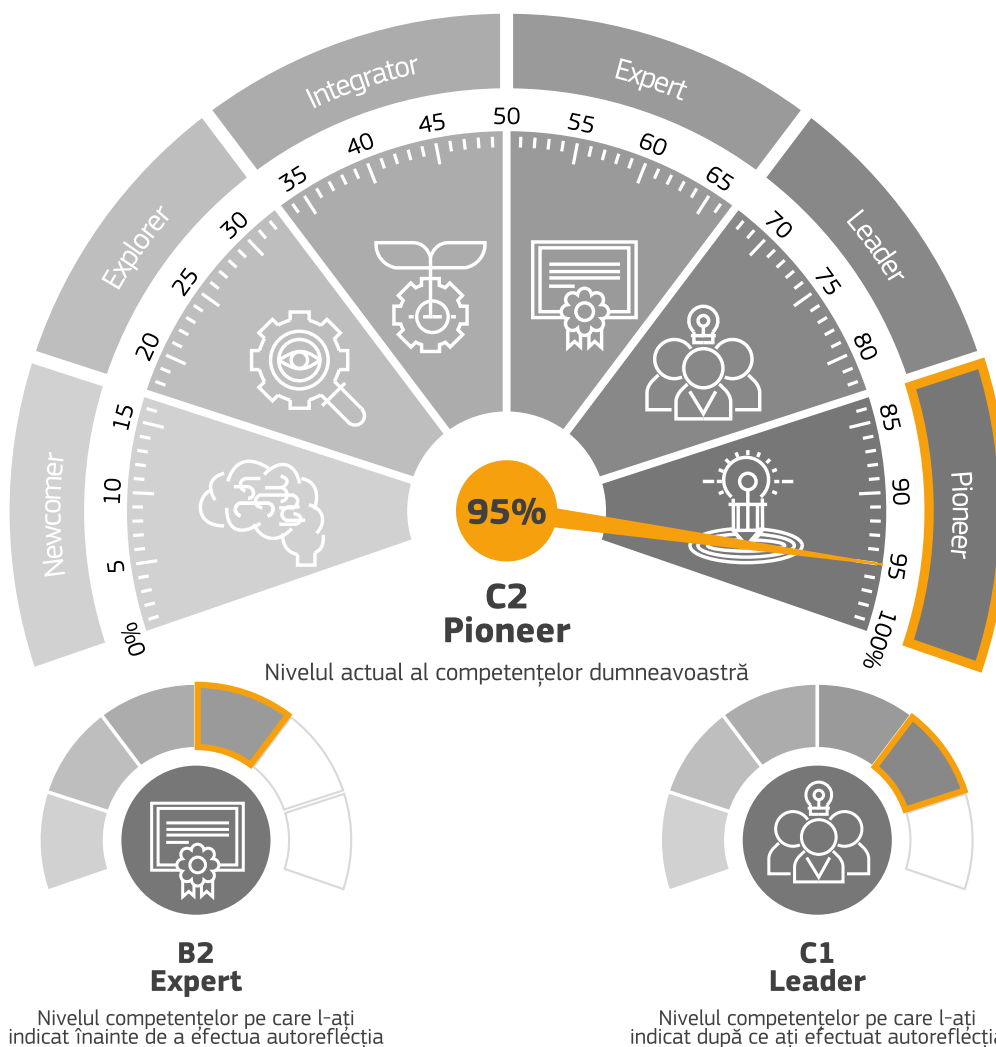 Newcomer
Explorer
Integrator
Expert
Leader
Pioneer
0%
5
10
15
20
25
30
35
40
45
50
55
60
65
70
75
80
85
90
95
100%
95%
C2
Pioneer
Nivelul actual al competențelor dumneavoastră
B2
Expert
Nivelul competențelor pe care l-ați
indicat înainte de a efectua autoreflecția
C1
Leader
Nivelul competențelor pe care l-ați
indicat după ce ați efectuat autoreflecția